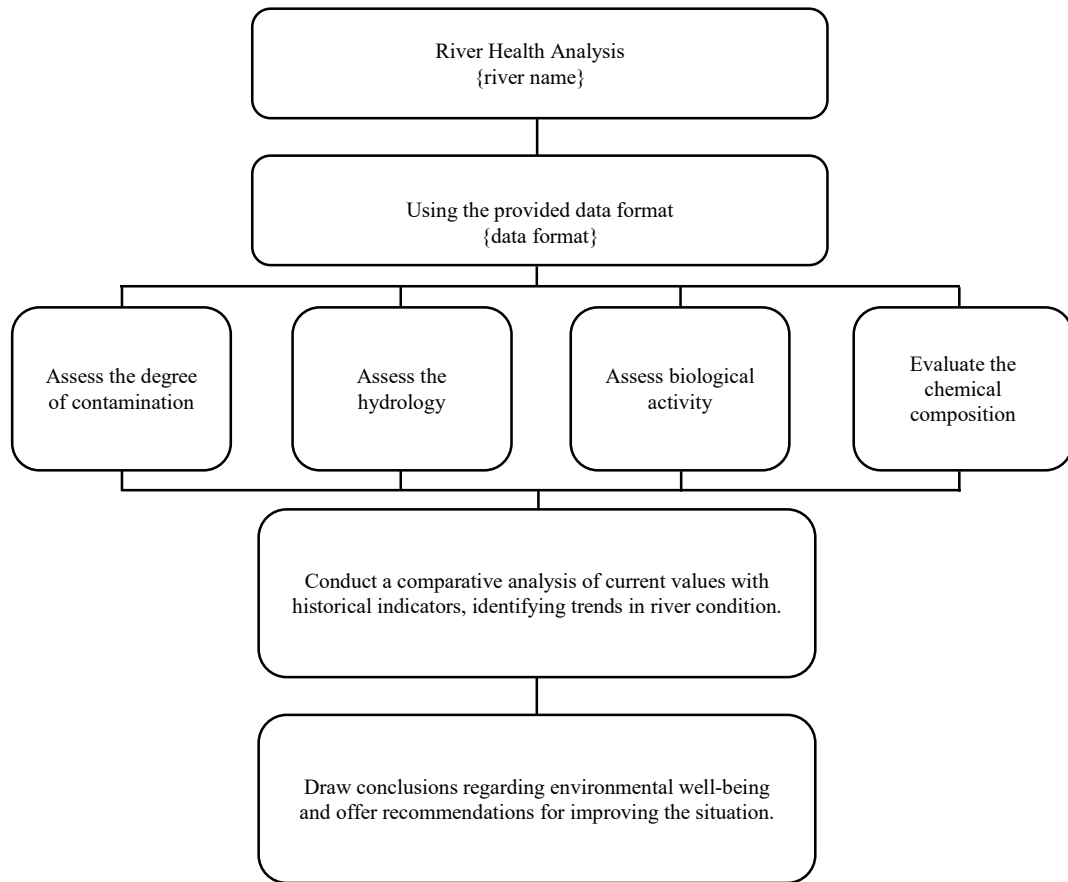 River Health Analysis
{river name}
Using the provided data format
{data format}
Assess the degree
of contamination
Assess the
hydrology
Assess biological
activity
Evaluate the
chemical
composition
Conduct a comparative analysis of current values with
historical indicators, identifying trends in river condition.
Draw conclusions regarding environmental well-being
and offer recommendations for improving the situation.